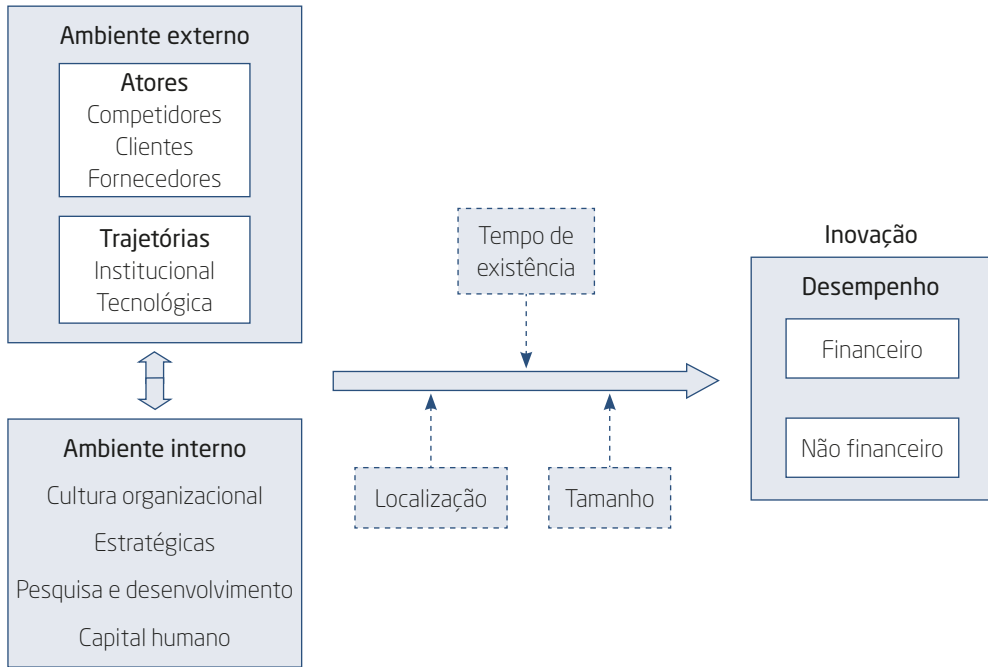 Ambiente externo
Atores
Competidores
Clientes
Fornecedores
Trajetórias
Institucional
Tecnológica
Ambiente interno
Cultura organizacional
Estratégicas
Pesquisa e desenvolvimento
Capital humano
Tempo de
existência
Localização
Tamanho
Inovação
Desempenho
Financeiro
Não financeiro